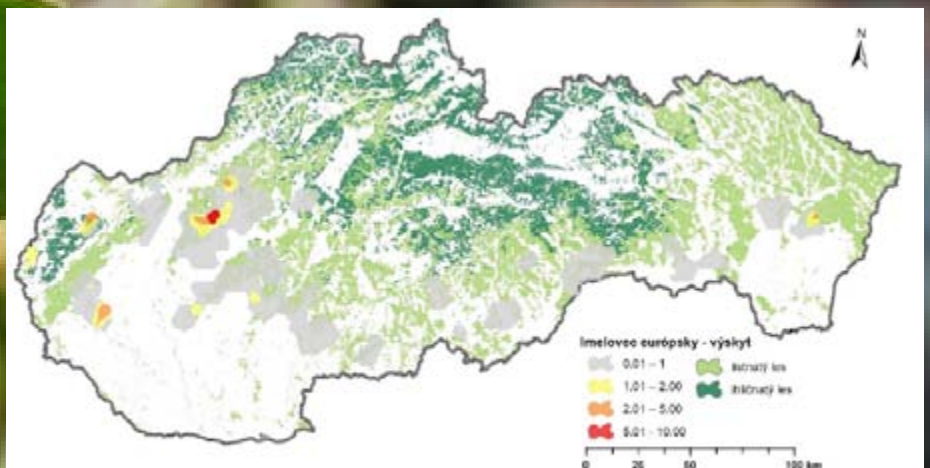 N
Imelovec európsky - výskyt
0.01 – 1
1.01 – 2.00
2.01 – 5.00
5.01 – 10.00
listnatý les
ihličnatý les
0 25 50 100 km